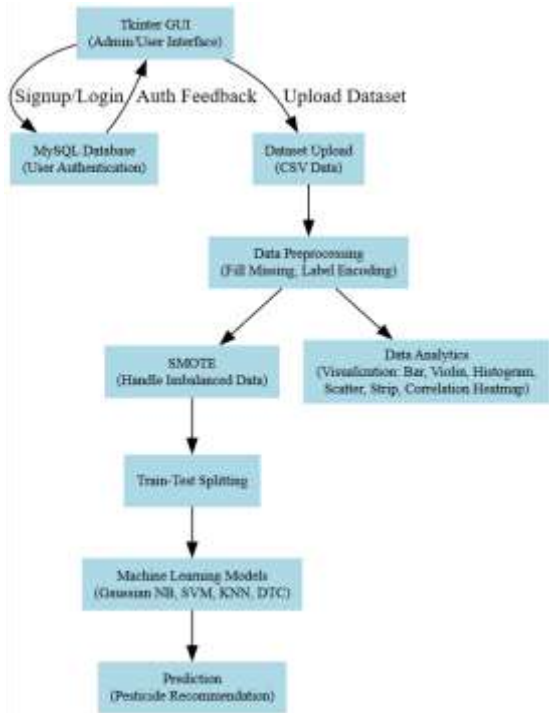 Tkinter GUI
(Admin/User Interface)
Signup/Login
Auth Feedback
Upload Dataset
MySQL Database
(User Authentication)
Dataset Upload
(CSV Data)
Data Preprocessing
(Fill Missing, Label Encoding)
SMOTE
(Handle Imbalanced Data)
Data Analytics
(Visualization: Bar, Violin, Histogram,
Scatter, Strip, Correlation Heatmap)
Train-Test Splitting
Machine Learning Models
(Gaussian NB, SVM, KNN, DTC)
Prediction
(Pesticide Recommendation)